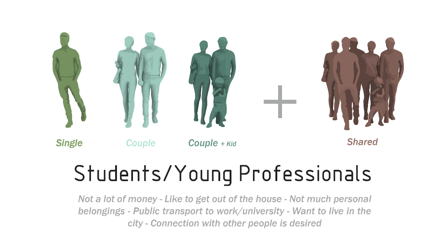 Single
Couple
Couple + Kid
Shared
Students/Young Professionals
Not a lot of money - Like to get out of the house - Not much personal
belongings - Public transport to work/university - Want to live in the
city - Connection with other people is desired